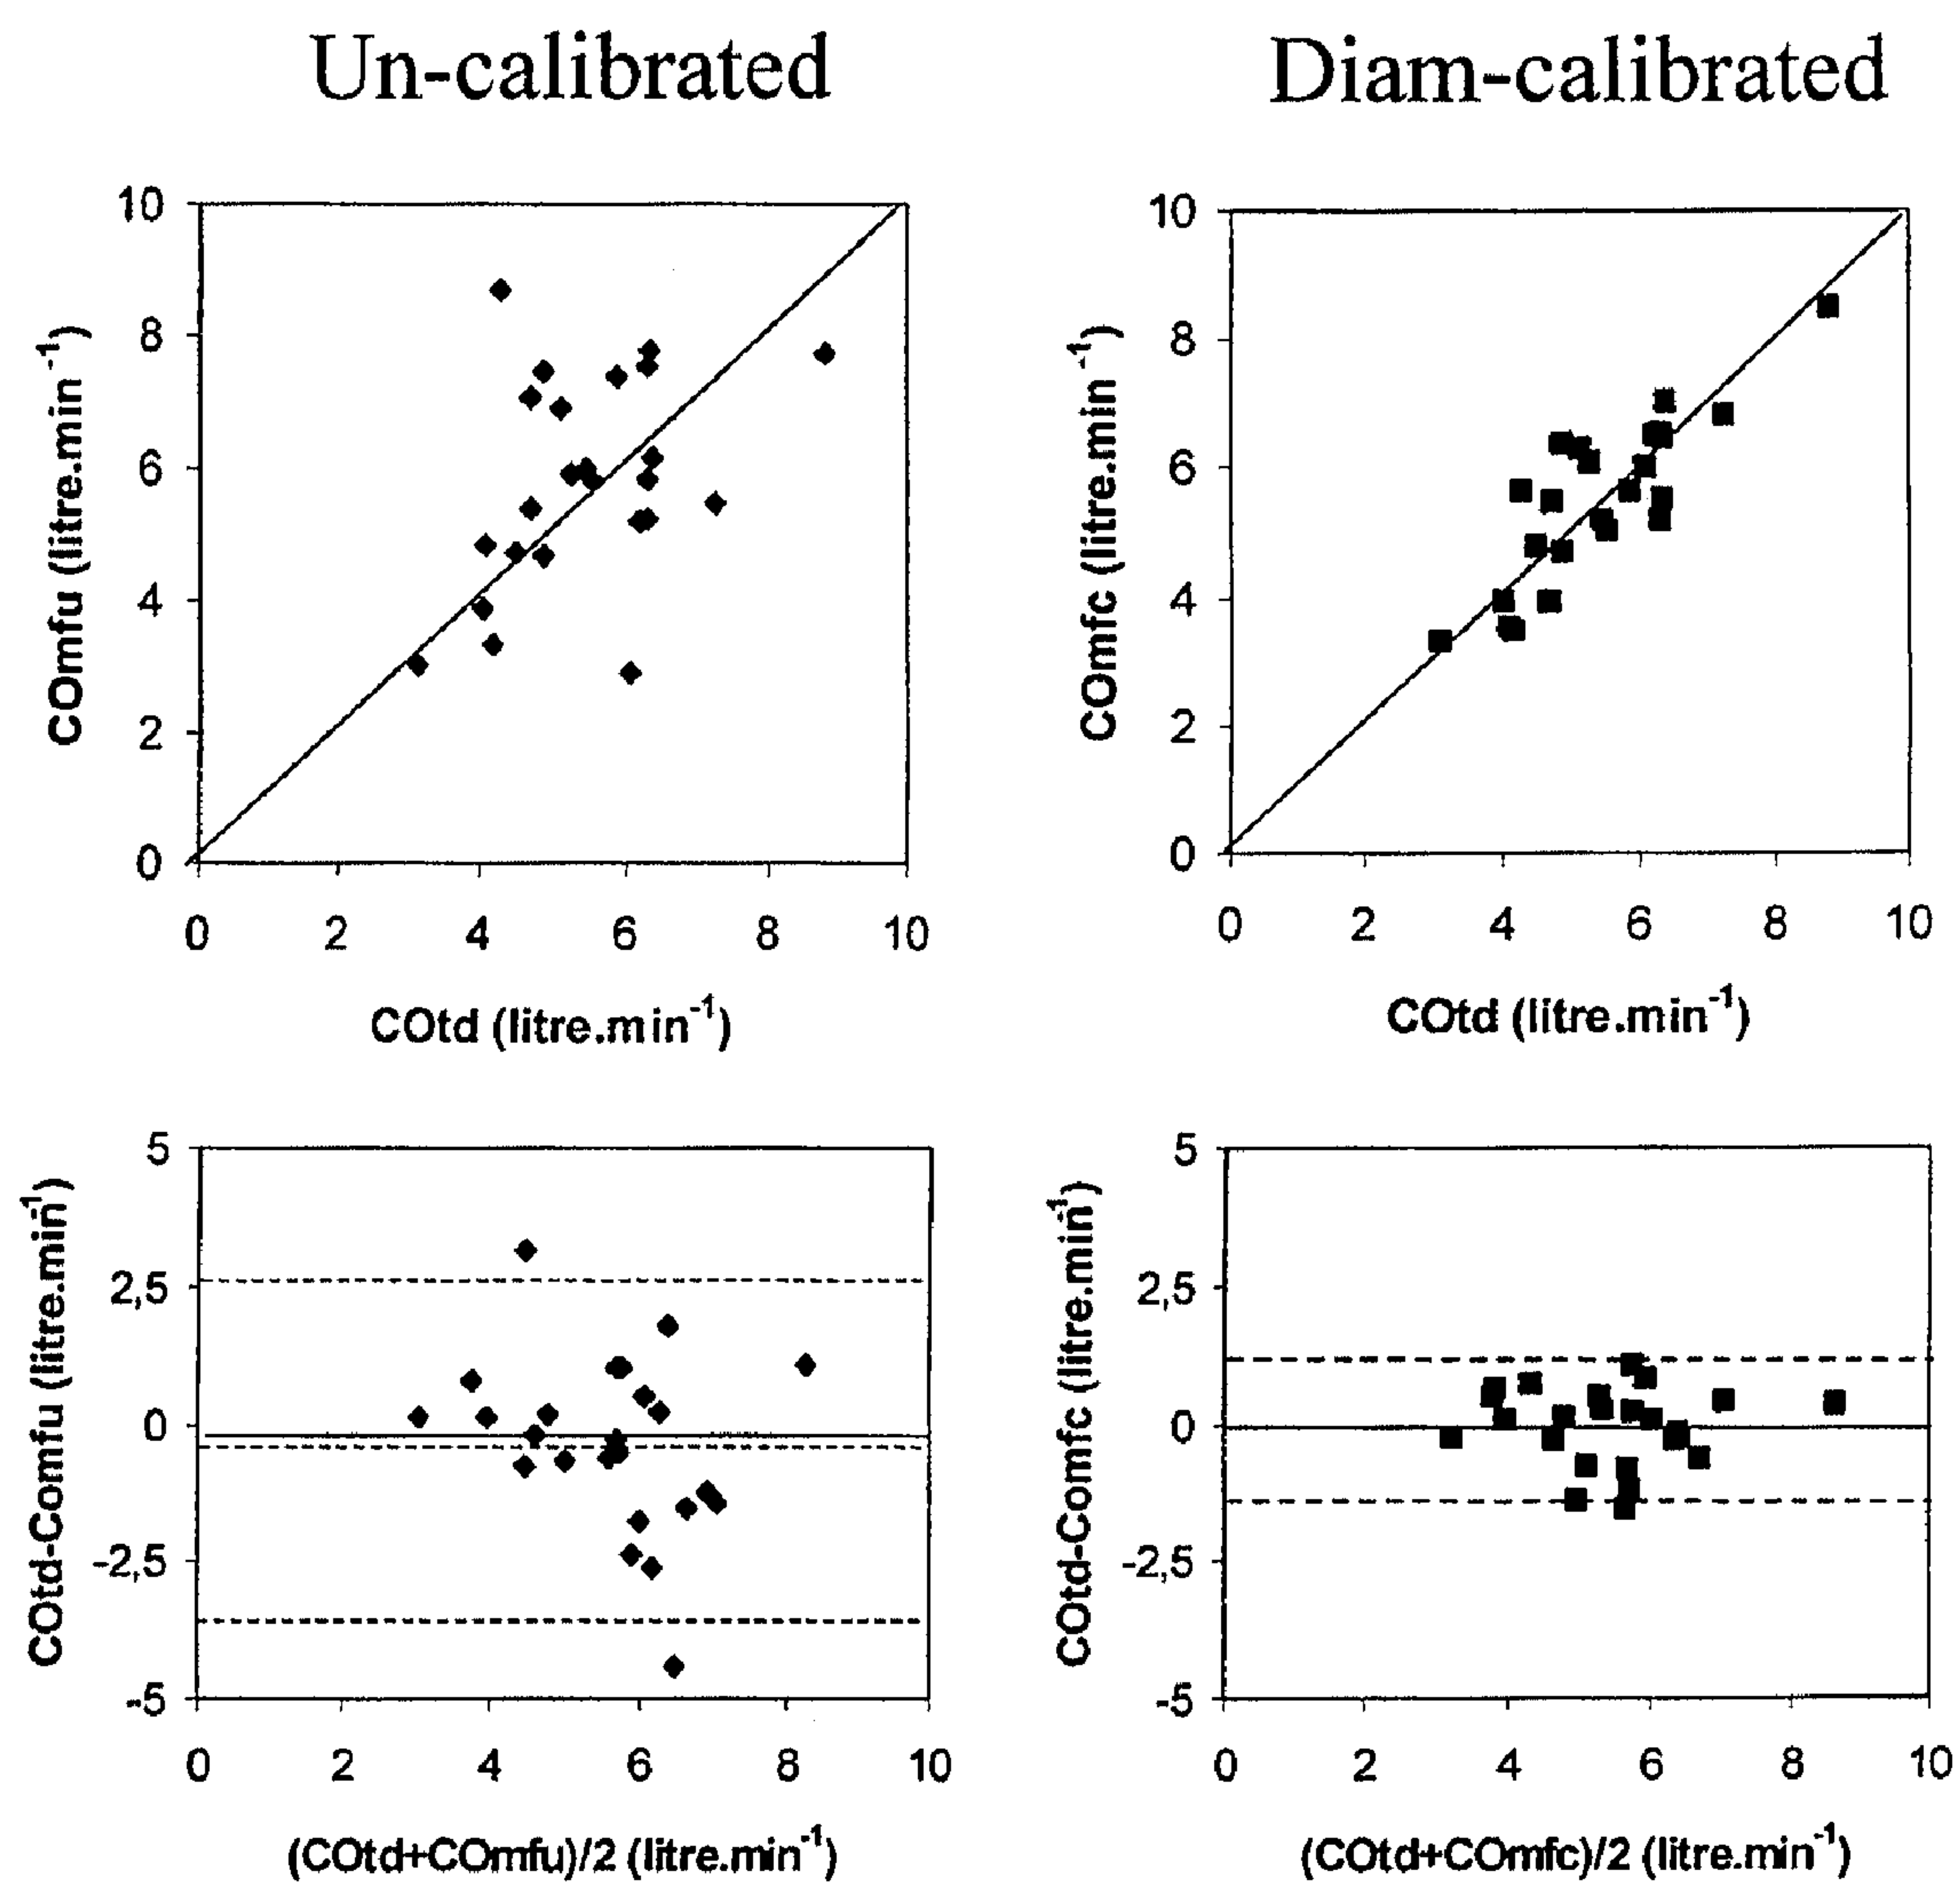 Un-calibrated
Diam-calibrated
10
8
6
4
2
0
COmfu (litre.min-1)
0 2 4 6 8 10
COtd (litre.min-1)
10
8
6
4
2
0
COmfc (litre.min-1)
0 2 4 6 8 10
COtd (litre.min-1)
5
2,5
0
-2,5
-5
COtd-Comfu (litre.min-1)
0 2 4 6 8 10
(COtd+COmfu)/2 (litre.min-1)
5
2,5
0
-2,5
-5
COtd-Comfc (litre.min-1)
0 2 4 6 8 10
(COtd+COmfc)/2 (litre.min-1)